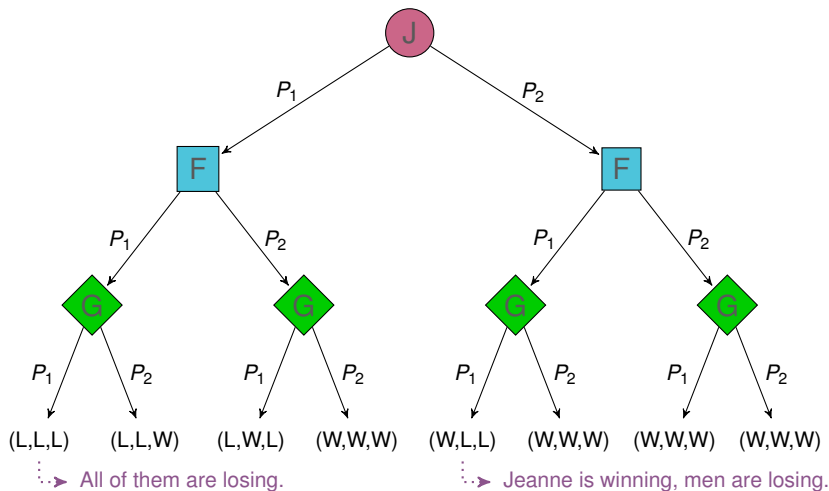 J
P1 P2
F F
P1 P2 P1 P2
G G G G
P1 P2 P1 P2 P1 P2 P1 P2
(L,L,L) (L,L,W) (L,W,L) (W,W,W) (W,L,L) (W,W,W) (W,W,W) (W,W,W)
All of them are losing. Jeanne is winning, men are losing.